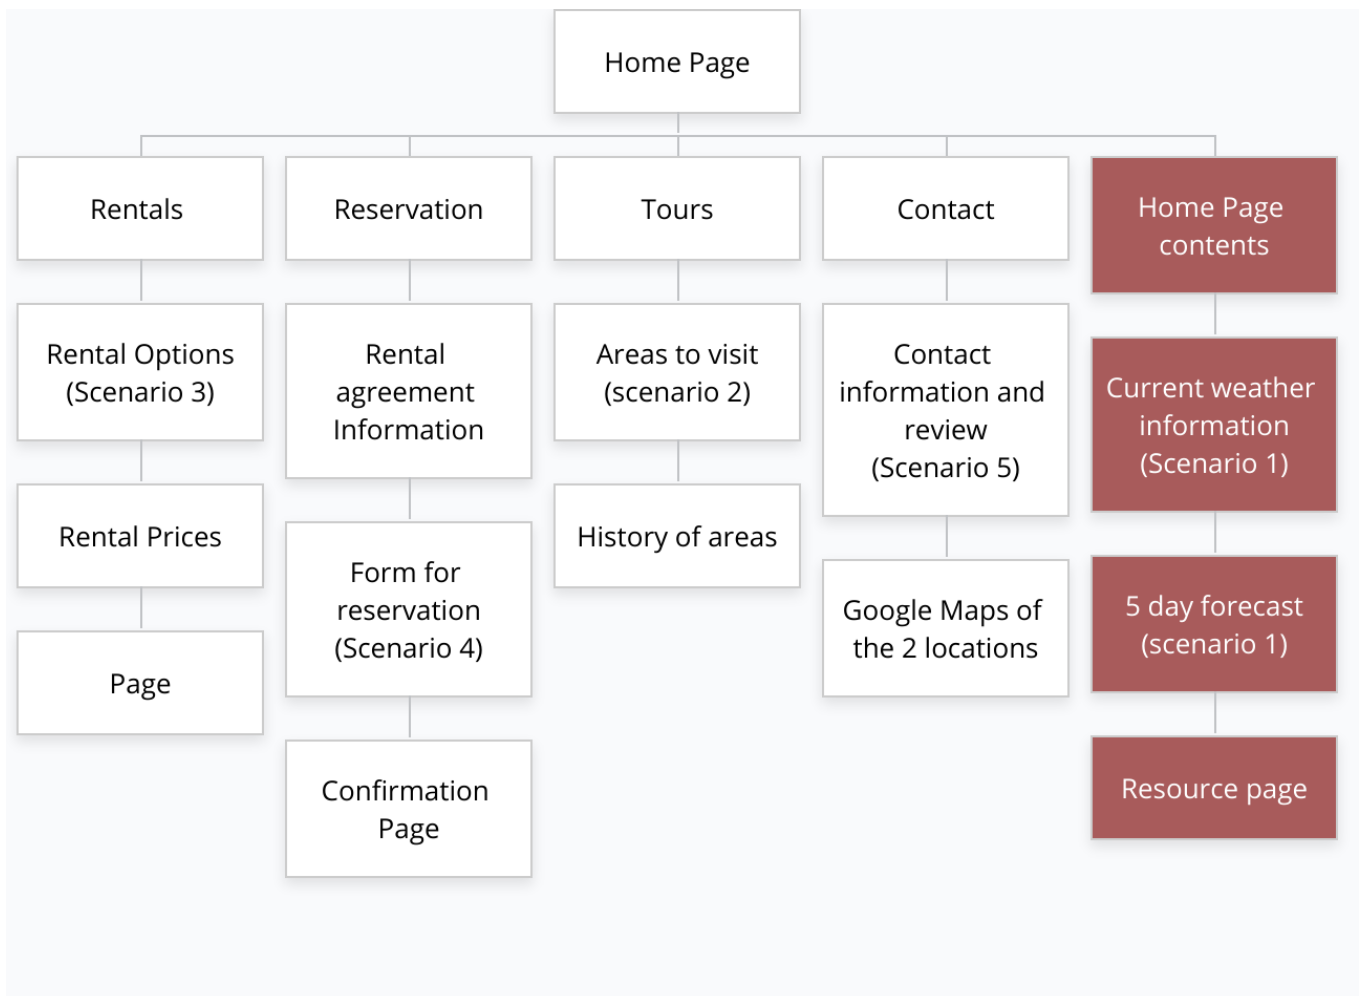 Home Page
Rentals
Reservation
Tours
Contact
Home Page
contents
Rental Options
(Scenario 3)
Rental Prices
Page
Rental
agreement
Information
Form for
reservation
(Scenario 4)
Confirmation
Page
Areas to visit
(scenario 2)
History of areas
Contact
information and
review
(Scenario 5)
Google Maps of
the 2 locations
Current weather
information
(Scenario 1)
5 day forecast
(scenario 1)
Resource page